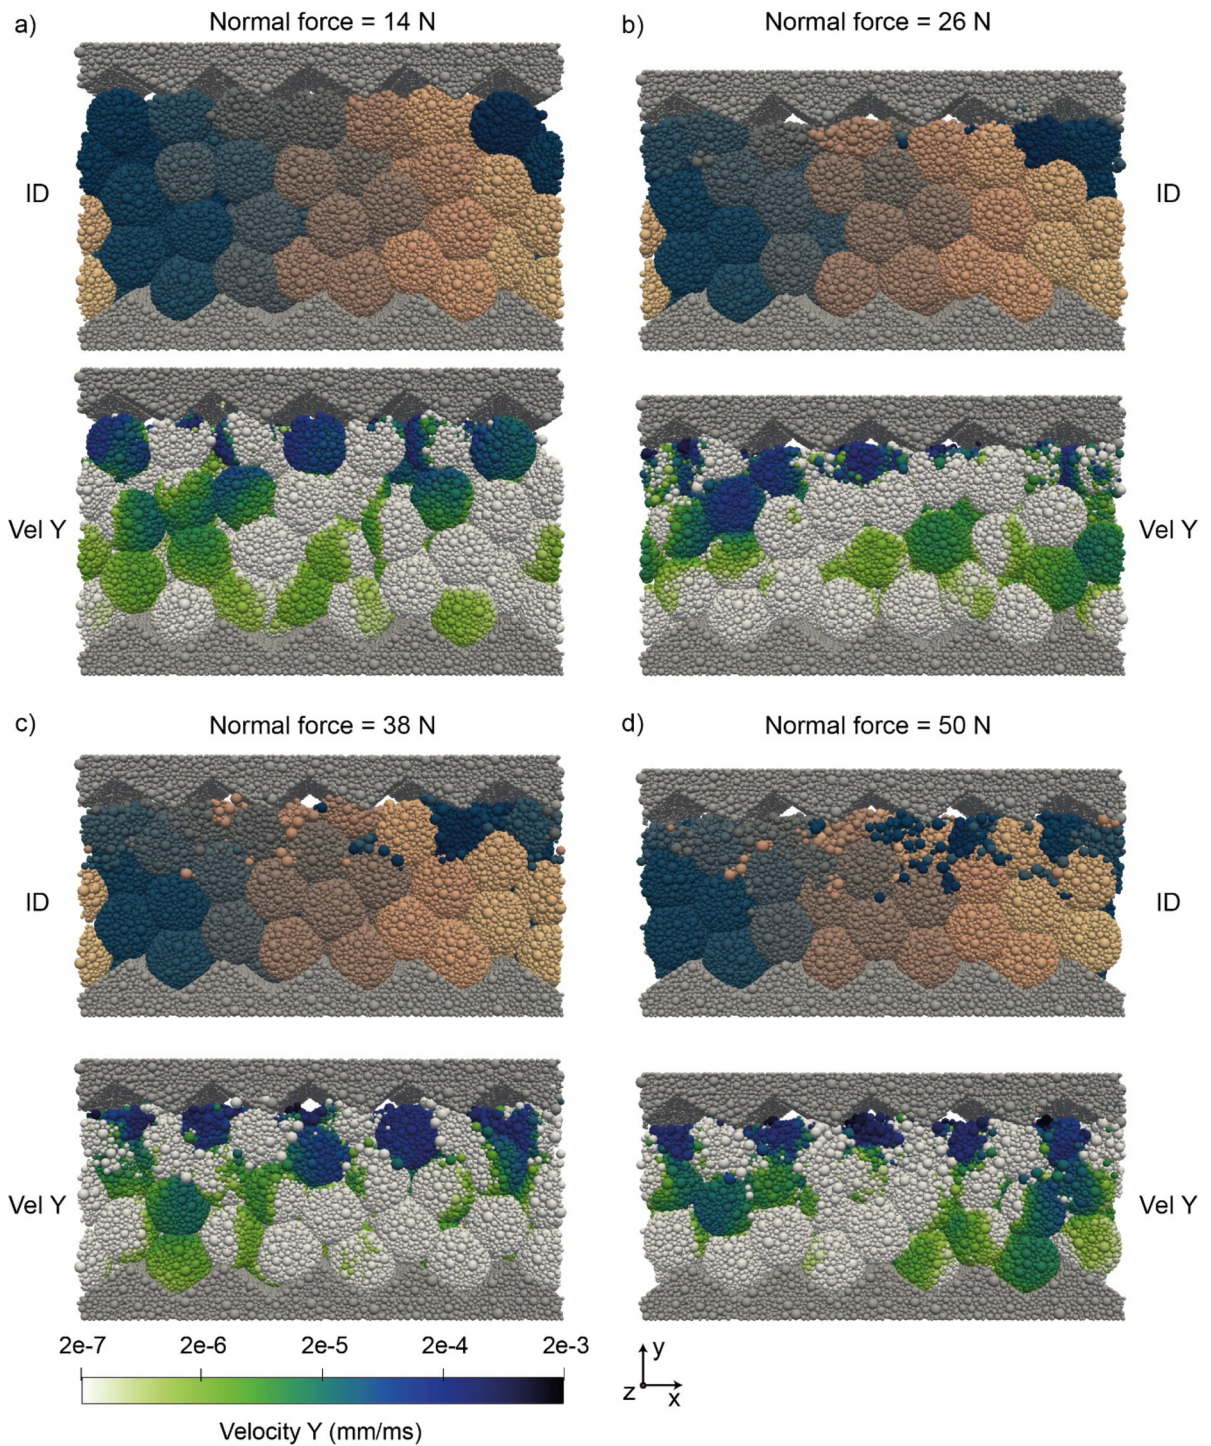 a)
Normal force = 14 N
b)
Normal force = 26 N
ID
ID
Vel Y
Vel Y
c)
Normal force = 38 N
d)
Normal force = 50 N
ID
ID
Vel Y
Vel Y
2e-7 2e-6 2e-5 2e-4 2e-3
Velocity Y (mm/ms)
y
z
x